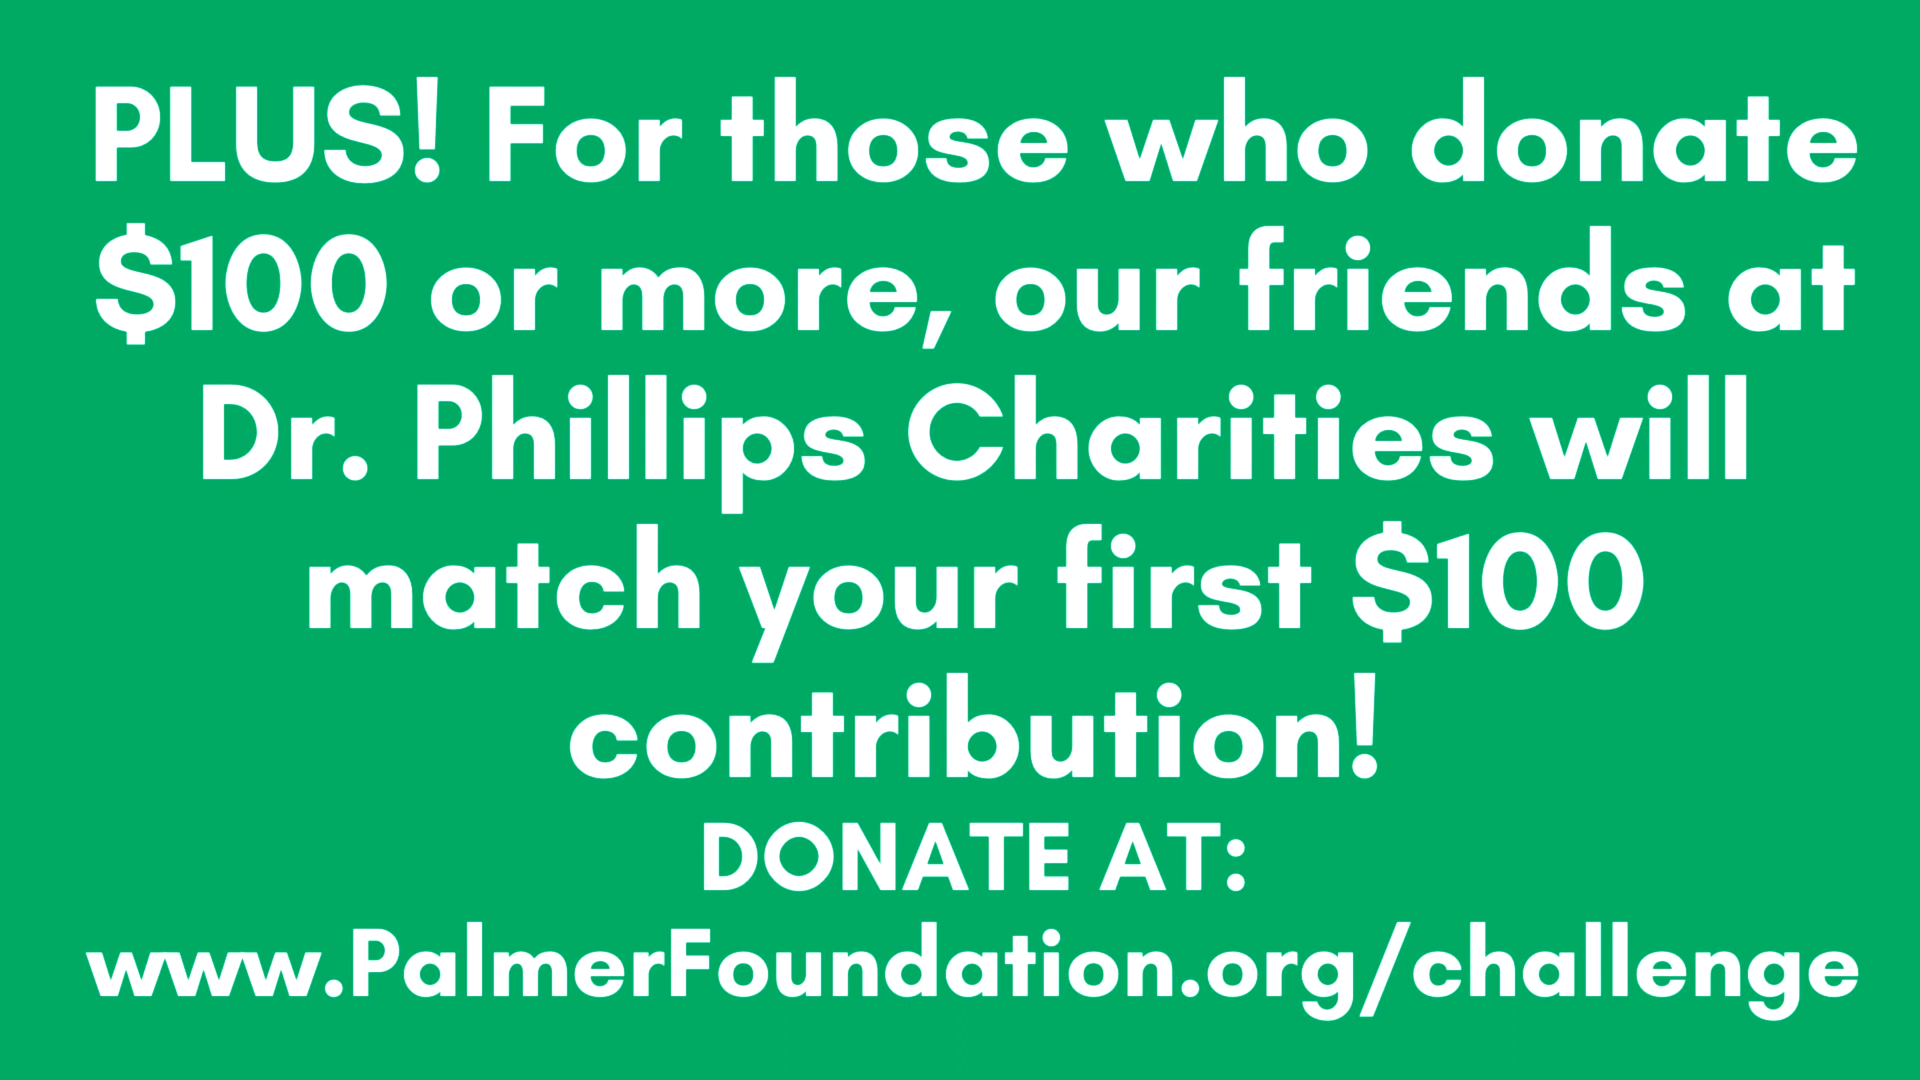 PLUS! For those who donate
$100 or more, our friends at
Dr. Phillips Charities will
match your first $100
contribution!
DONATE AT:
www.PalmerFoundation.org/challenge